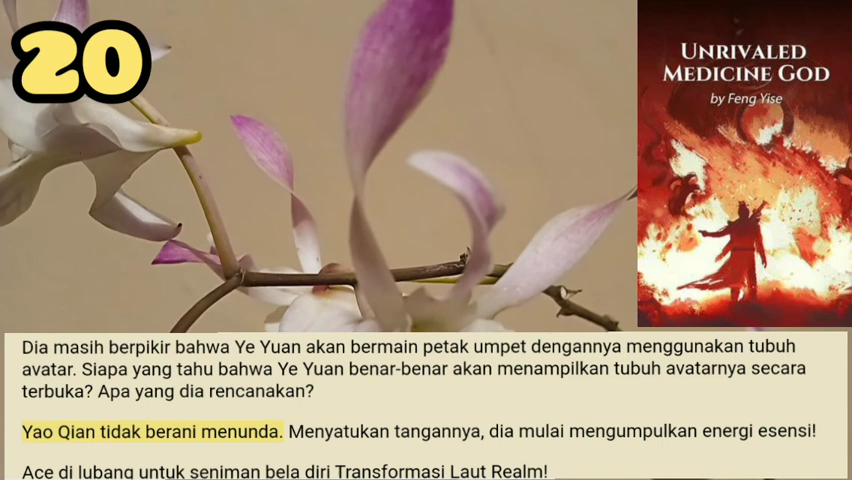 20
UNRIVALED
MEDICINE GOD
by Feng Yise
Dia masih berpikir bahwa Ye Yuan akan bermain petak umpet dengannya menggunakan tubuh
avatar. Siapa yang tahu bahwa Ye Yuan benar-benar akan menampilkan tubuh avatarnya secara
terbuka? Apa yang dia rencanakan?
Yao Qian tidak berani menunda. Menyatukan tangannya, dia mulai mengumpulkan energi esensi!
Ace di lubang untuk seniman bela diri Transformasi Laut Realm!